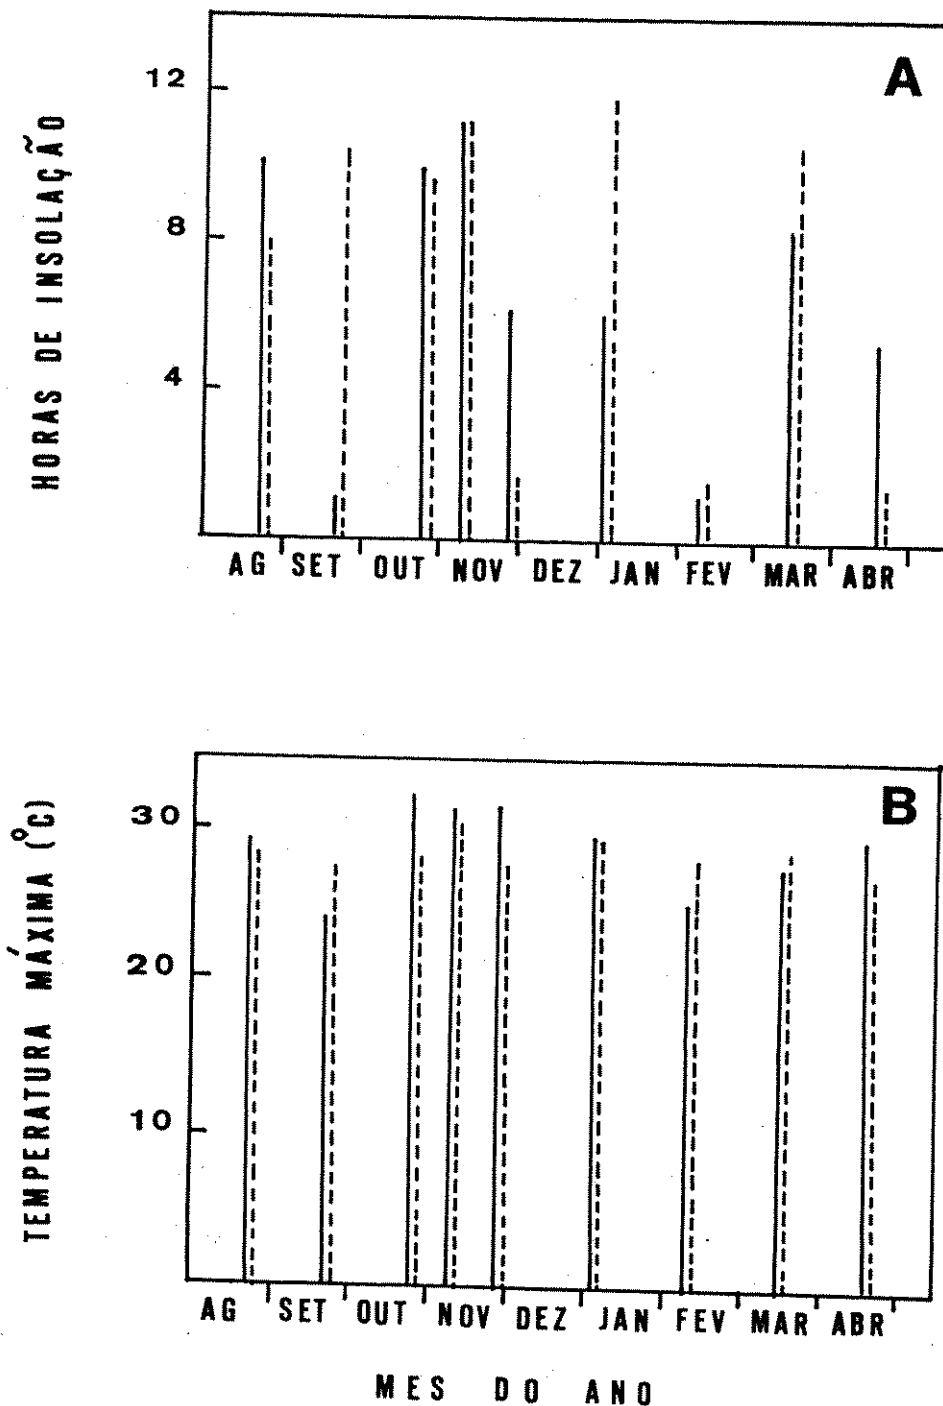 A
12
8
4
HORAS DE INSOLAÇÃO
AG SET OUT NOV DEZ JAN FEV MAR ABR
B
30
20
10
TEMPERATURA MÁXIMA (°C)
AG SET OUT NOV DEZ JAN FEV MAR ABR
MES DO ANO